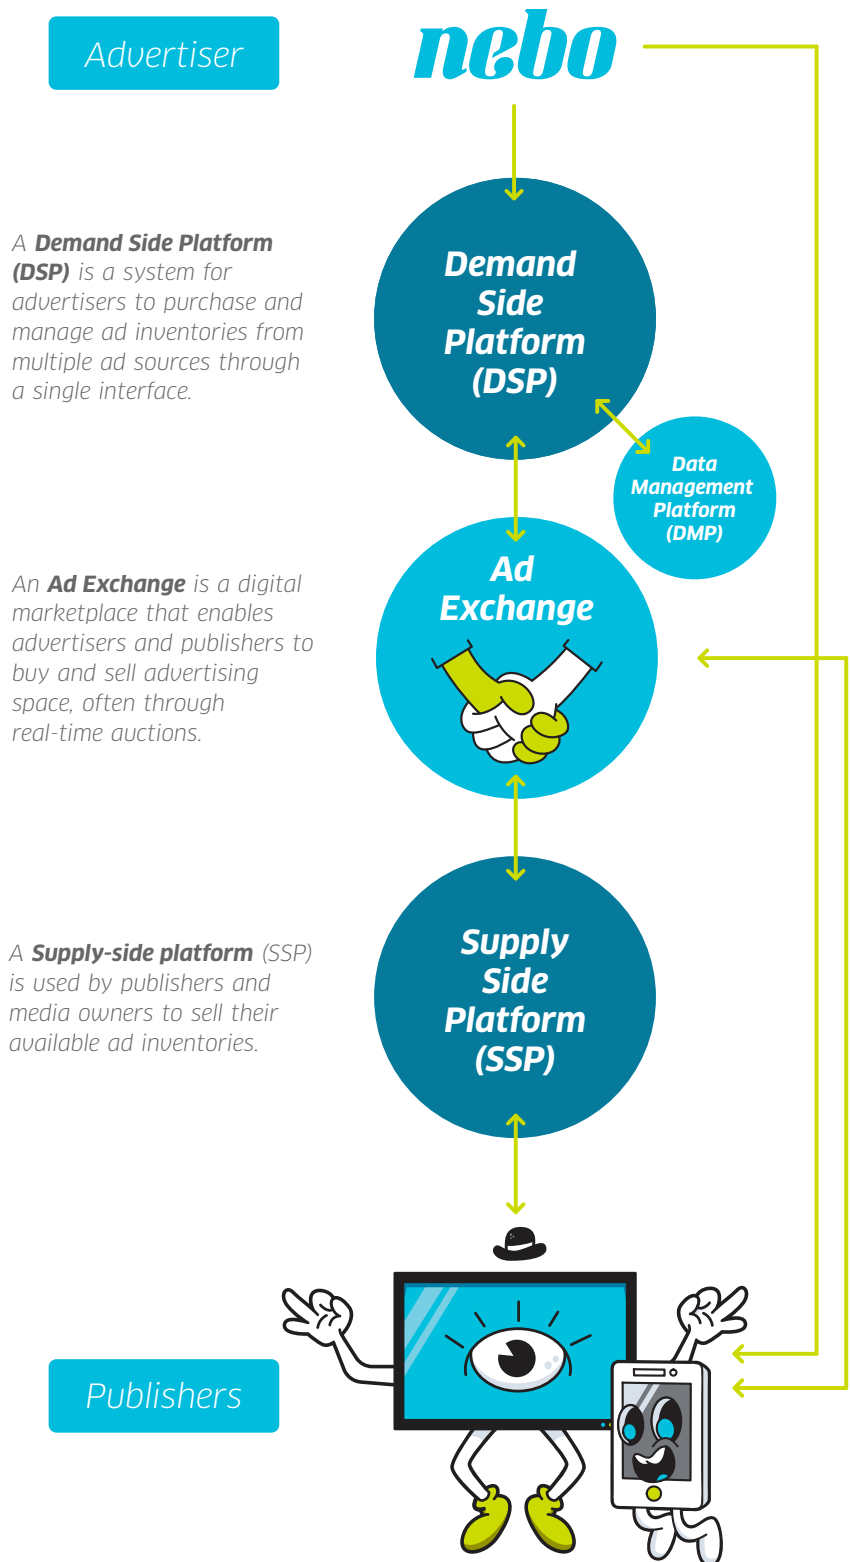 Advertiser
nebo
A Demand Side Platform
(DSP) is a system for
advertisers to purchase and
manage ad inventories from
multiple ad sources through
a single interface.
Demand
Side
Platform
(DSP)
Data
Management
Platform
(DMP)
An Ad Exchange is a digital
marketplace that enables
advertisers and publishers to
buy and sell advertising
space, often through
real-time auctions.
Ad
Exchange
A Supply-side platform (SSP)
is used by publishers and
media owners to sell their
available ad inventories.
Supply
Side
Platform
(SSP)
Publishers